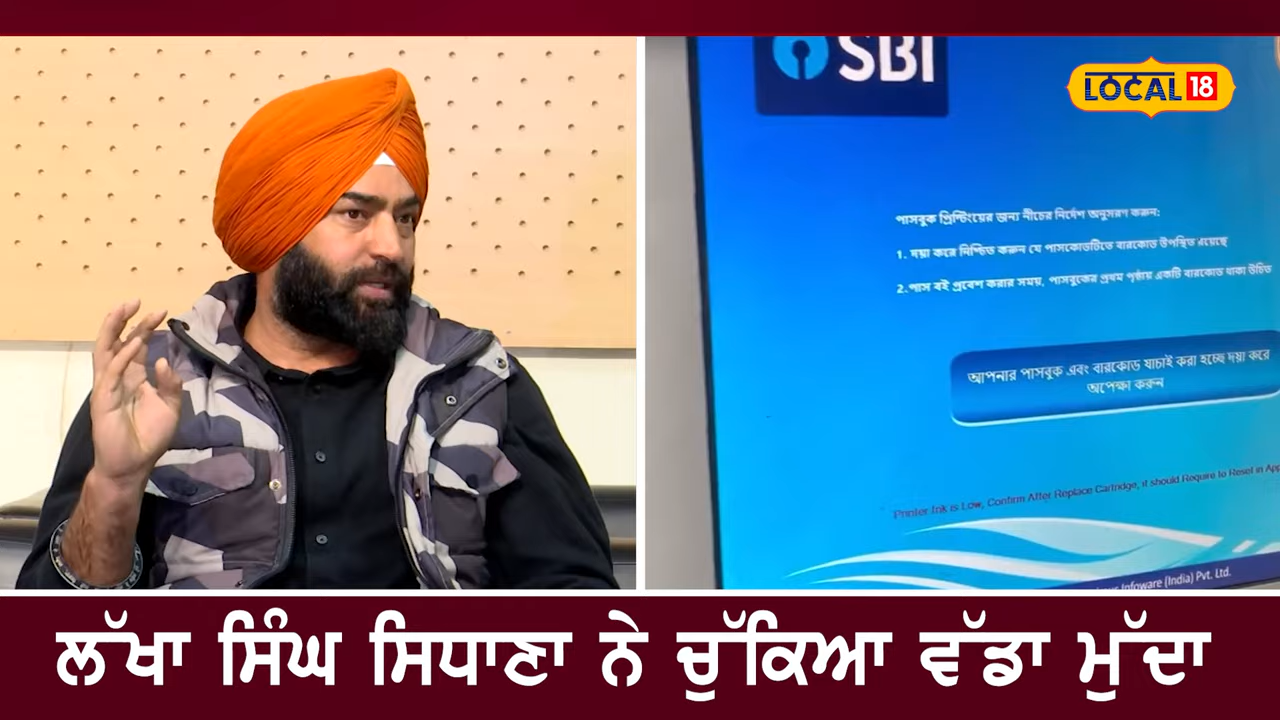 SBI
LOCAL 18
পাসবুক প্রিন্টিংয়ের জন্য নীচের নির্দেশ অনুসরণ করুন:
1. দয়া করে নিশ্চিত করুন যে পাসকোডটিতে বারকোড উপস্থিত রয়েছে
2.পাস বই প্রবেশ করার সময়, পাসবুকের প্রথম পৃষ্ঠায় একটি বারকোড থাকা উচিত
আপনার পাসবুক এবং বারকোড যাচাই করা হচ্ছে দয়া করে
অপেক্ষা করুন
Printer Ink is Low, Confirm After Replace Cartridge, it should Require to Reset in
Infoware (India) Pvt. Ltd.
ਲੱਖਾ ਸਿੰਘ ਸਿਧਾਣਾ ਨੇ ਚੁੱਕਿਆ ਵੱਡਾ ਮੁੱਦਾ